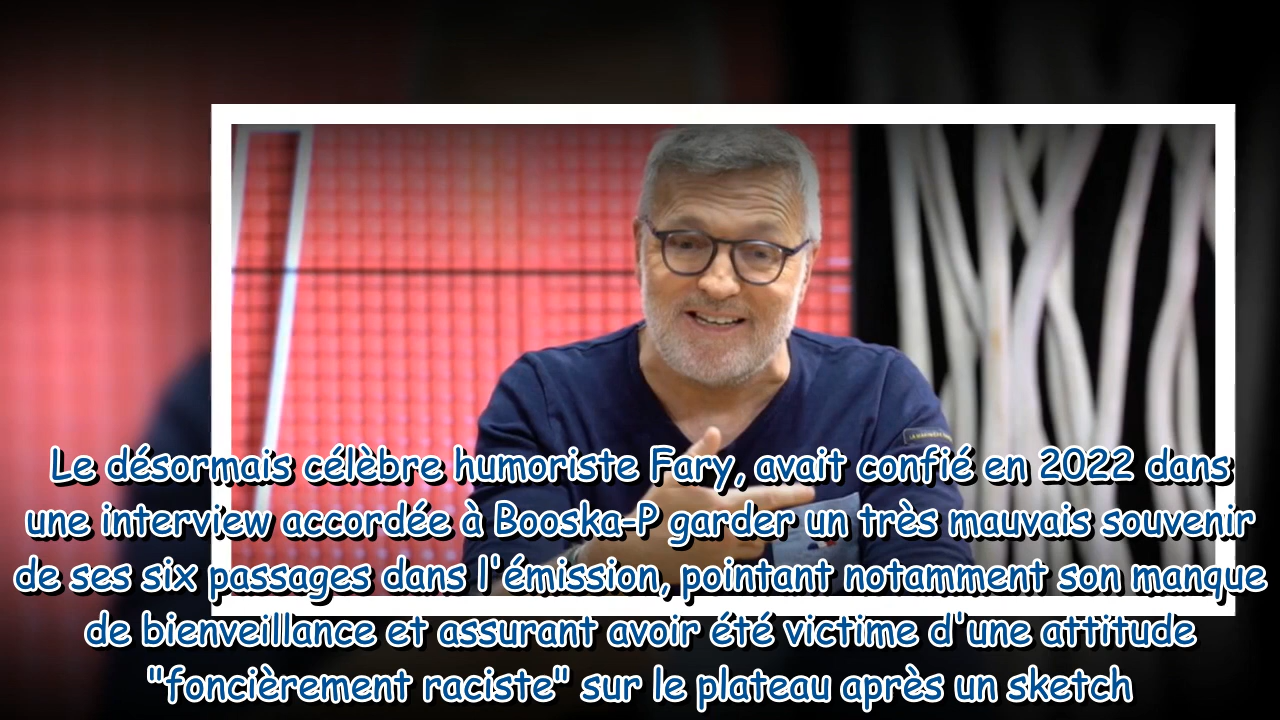 Le désormais célèbre humoriste Fary, avait confié en 2022 dans
une interview accordée à Booska-P garder un très mauvais souvenir
de ses six passages dans l'émission, pointant notamment son manque
de bienveillance et assurant avoir été victime d'une attitude
"foncièrement raciste" sur le plateau après un sketch